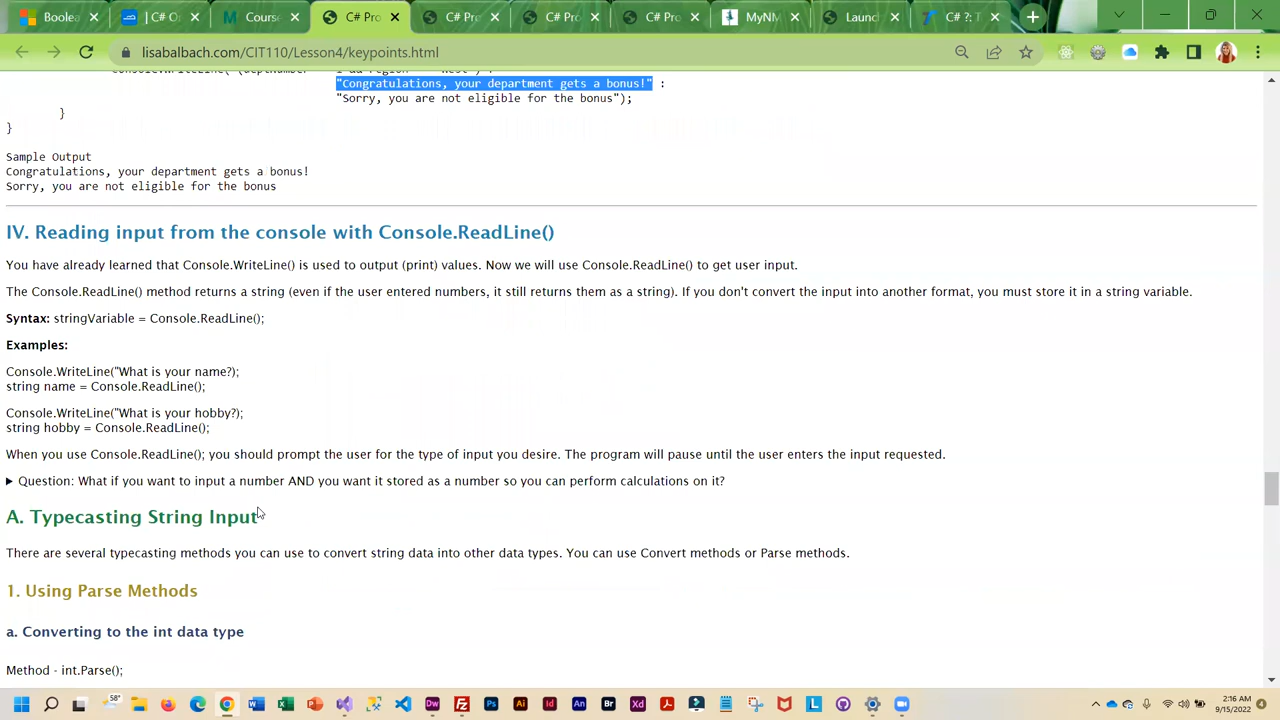 Boolea
| C# O
Course
C# Pro
C# Pro
C# Pro
C# Pro
MyNM
Launc
C# ?: T
lisabalbach.com/CIT110/Lesson4/keypoints.html
"Congratulations, your department gets a bonus!" :
"Sorry, you are not eligible for the bonus");
}
}
Sample Output
Congratulations, your department gets a bonus!
Sorry, you are not eligible for the bonus
IV. Reading input from the console with Console.ReadLine()
You have already learned that Console.WriteLine() is used to output (print) values. Now we will use Console.ReadLine() to get user input.
The Console.ReadLine() method returns a string (even if the user entered numbers, it still returns them as a string). If you don't convert the input into another format, you must store it in a string variable.
Syntax: stringVariable = Console.ReadLine();
Examples:
Console.WriteLine("What is your name?);
string name = Console.ReadLine();
Console.WriteLine("What is your hobby?);
string hobby = Console.ReadLine();
When you use Console.ReadLine(); you should prompt the user for the type of input you desire. The program will pause until the user enters the input requested.
Question: What if you want to input a number AND you want it stored as a number so you can perform calculations on it?
A. Typecasting String Input
There are several typecasting methods you can use to convert string data into other data types. You can use Convert methods or Parse methods.
1. Using Parse Methods
a. Converting to the int data type
Method - int.Parse();
58°
2:16 AM
9/15/2022